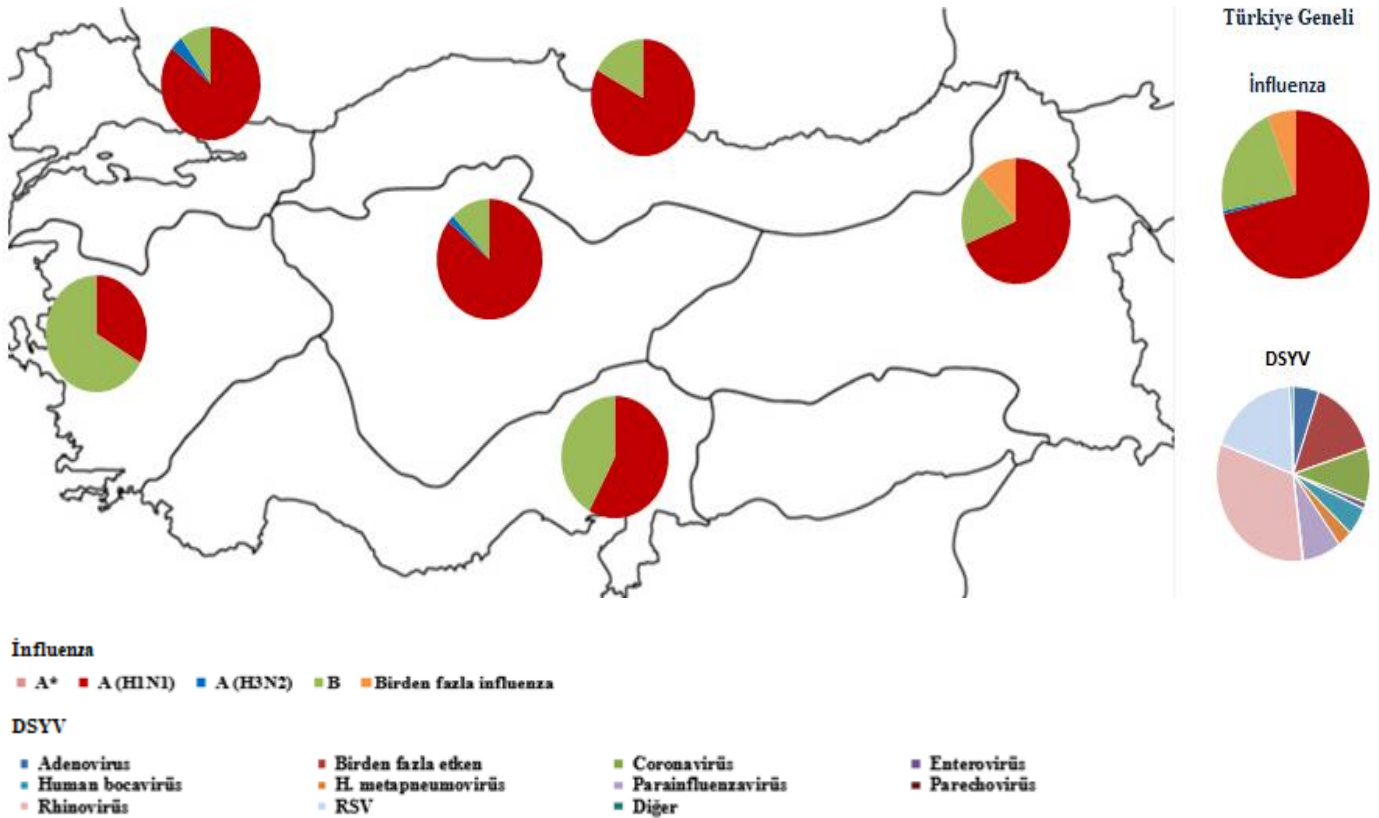 Türkiye Geneli
İnfluenza
DSYV
İnfluenza
A* A (H1N1) A (H3N2) B Birden fazla influenza
DSYV
Adenovirus Birden fazla etken Coronavirüs Enterovirüs
Human bocavirüs H. metapneumovirüs Parainfluenzavirüs Parechovirüs
Rhinovirüs RSV Diğer